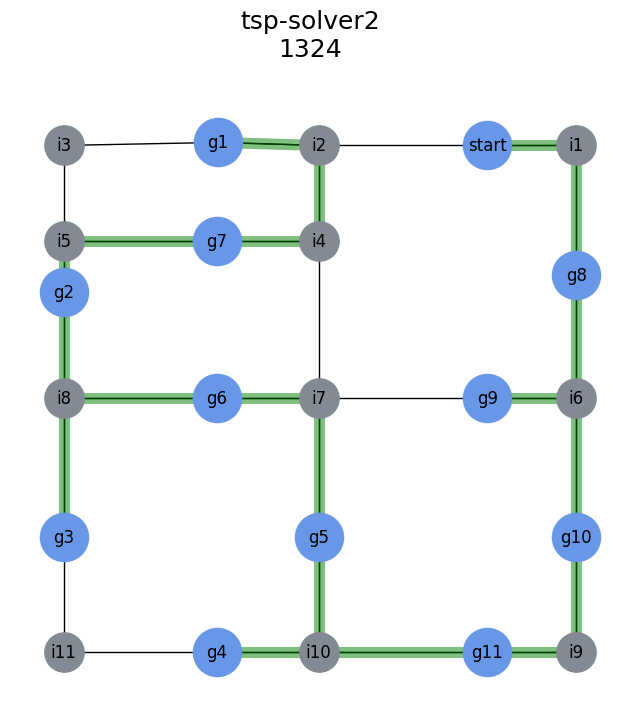 tsp-solver2
1324
i3 g1 i2 start i1
i5 g7 i4
g8
g2
i8 g6 i7 g9 i6
g3 g5 g10
i11 g4 i10 g11 i9